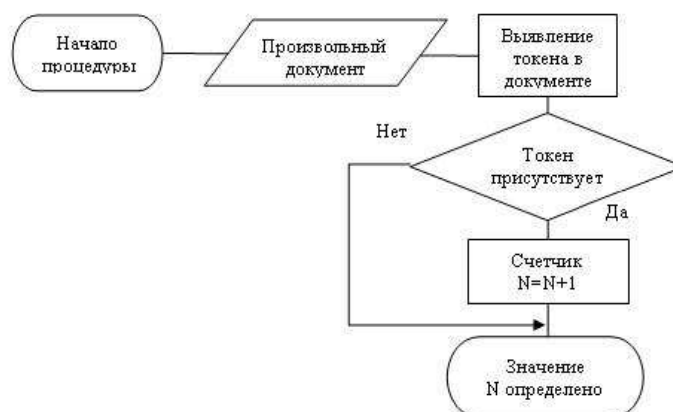 Начало
процедуры
Произвольный
документ
Выявление
токена в
документе
Нет
Токен
присутствует
Да
Счетчик
N=N+1
Значение
N определено